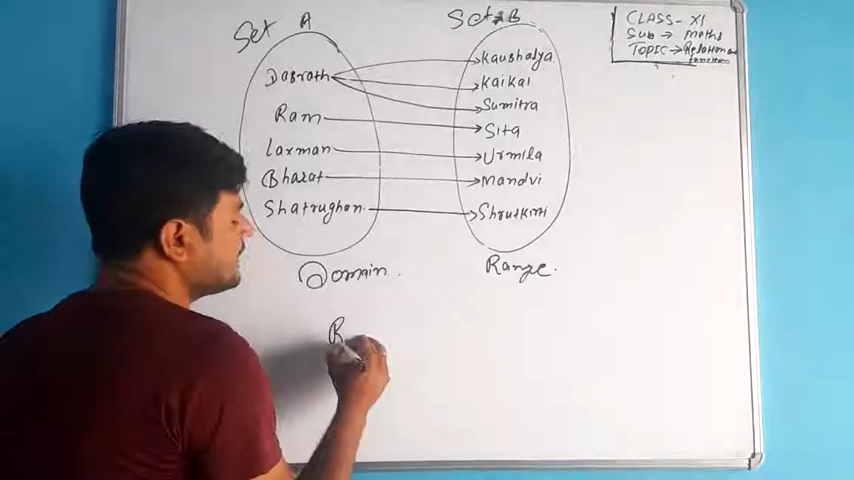 Set A
Set B
CLASS - XI
Sub → Maths
Topic → Relation &
function
Dasrath
Ram
Laxman
Bharat
Shatrughan
Kaushalya
Kaikai
Sumitra
Sita
Urmila
Mandvi
Domain.
Range.
R